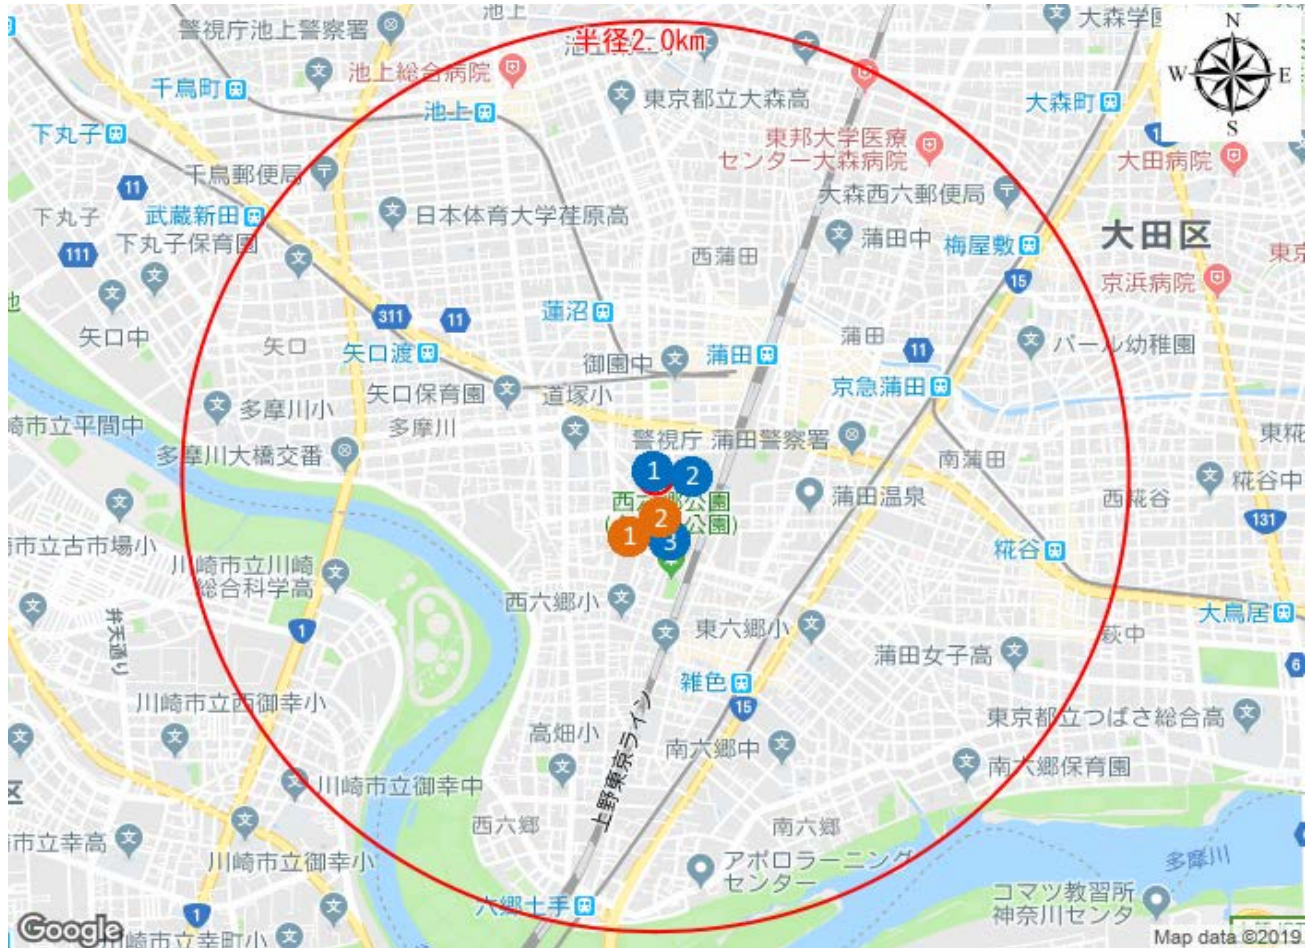 池上
警視庁池上警察署
大森学園
N
W
E
S
半径2.0km
池上総合病院
千鳥町
池上
東京都立大森高
大森町
下丸子
東邦大学医療
センター大森病院
大田病院
千鳥郵便局
11
大森西六郵便局
下丸子
武蔵新田
日本体育大学荏原高
大田区
下丸子保育園
蒲田中
梅屋敷
111
西蒲田
15
京浜病院
311
11
蓮沼
矢口中
矢口
矢口渡
御園中
蒲田
蒲田
11
パール幼稚園
矢口保育園
道塚小
京急蒲田
多摩川小
多摩川
川崎市立平間中
多摩川大橋交番
警視庁 蒲田警察署
南蒲田
1
2
蒲田温泉
西糀谷
糀谷中
西六郷公園
2
公園)
1
3
131
市立古市場小
川崎市立川崎
総合科学高
糀谷
西六郷小
大鳥居
1
東六郷小
萩中
弁天通り
蒲田女子高
6
雑色
川崎市立西御幸小
15
東京都立つばさ総合高
高畑小
南六郷中
上野東京ライン
川崎市立御幸中
南六郷保育園
区
西六郷
南六郷
市立幸高
川崎市立御幸小
アポロラーニング
センター
多摩川
コマツ教習所
神奈川センタ
六郷土手
1
Google
川崎市立幸町小
Map data ©2019